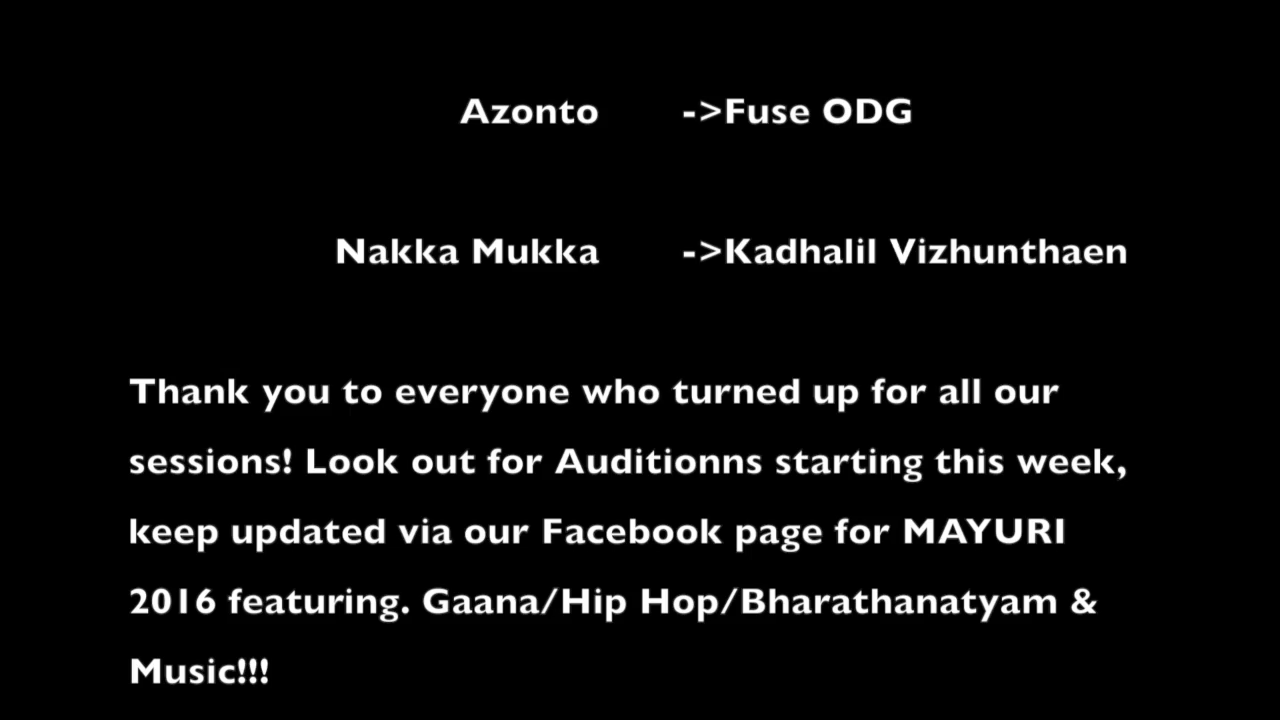 Azonto ->Fuse ODG
Nakka Mukka ->Kadhalil Vizhunthaen
Thank you to everyone who turned up for all our
sessions! Look out for Auditionns starting this week,
keep updated via our Facebook page for MAYURI
2016 featuring. Gaana/Hip Hop/Bharathanatyam &
Music!!!